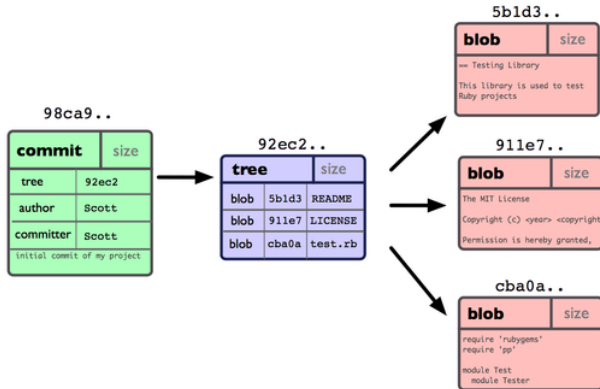 98ca9..
commit size
tree 92ec2
author Scott
committer Scott
initial commit of my project
92ec2..
tree size
blob 5b1d3 README
blob 911e7 LICENSE
blob cba0a test.rb
5b1d3..
blob size
== Testing Library
This library is used to test
Ruby projects
911e7..
blob size
The MIT License
Copyright (c) <year> <copyright
Permission is hereby granted,
cba0a..
blob size
require 'rubygems'
require 'pp'
module Test
module Tester